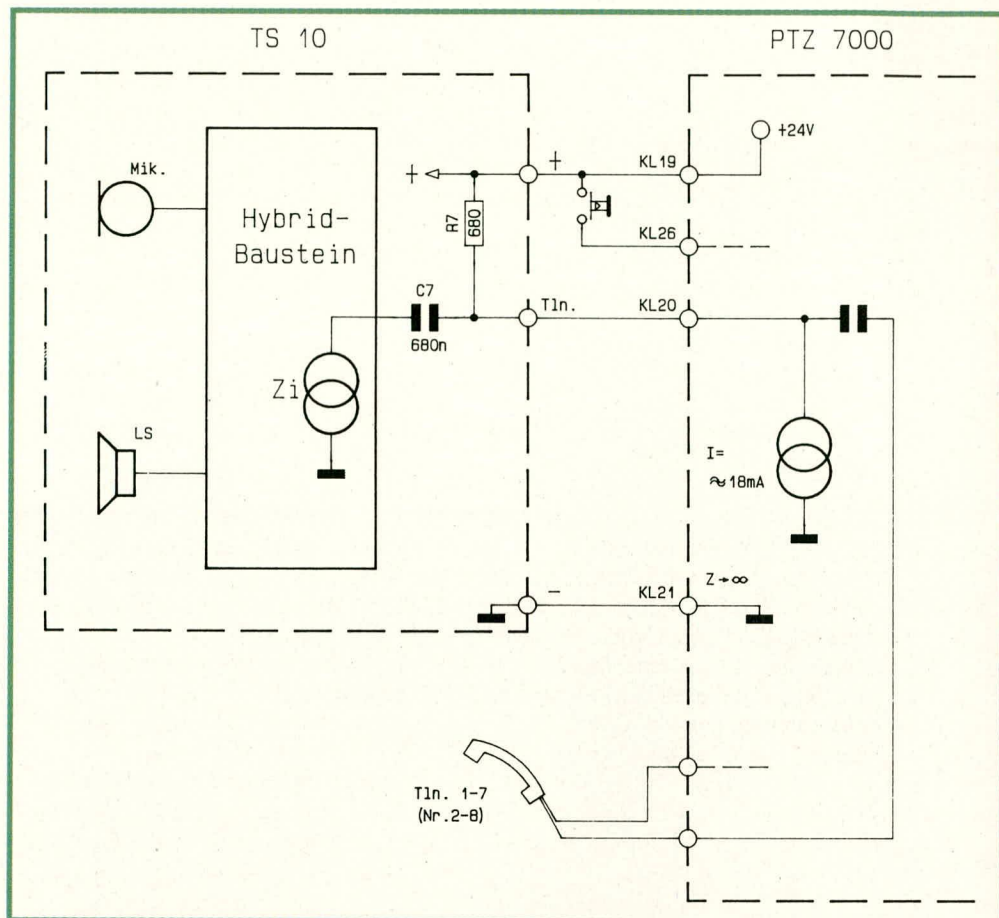 TS 10
PTZ 7000
+24V
Mik.
+
+
KL19
Hybrid-
Baustein
R7
680
KL26
C7
680n
Tln.
KL20
Zi
LS
I=
≈18mA
Z→∞
-
KL21
Tln. 1-7
(Nr.2-8)